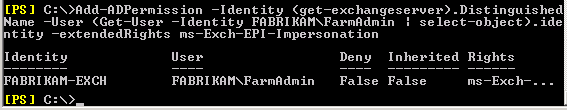 [PS] C:\>Add-ADPermission -Identity (get-exchangeserver).Distinguished
Name -User (Get-User -Identity FABRIKAM\FarmAdmin | select-object).ide
ntity -extendedRights ms-Exch-EPI-Impersonation
Identity User Deny Inherited Rights
-------- ---- ---- --------- ------
FABRIKAM-EXCH FABRIKAM\FarmAdmin False False ms-Exch-...
[PS] C:\>_